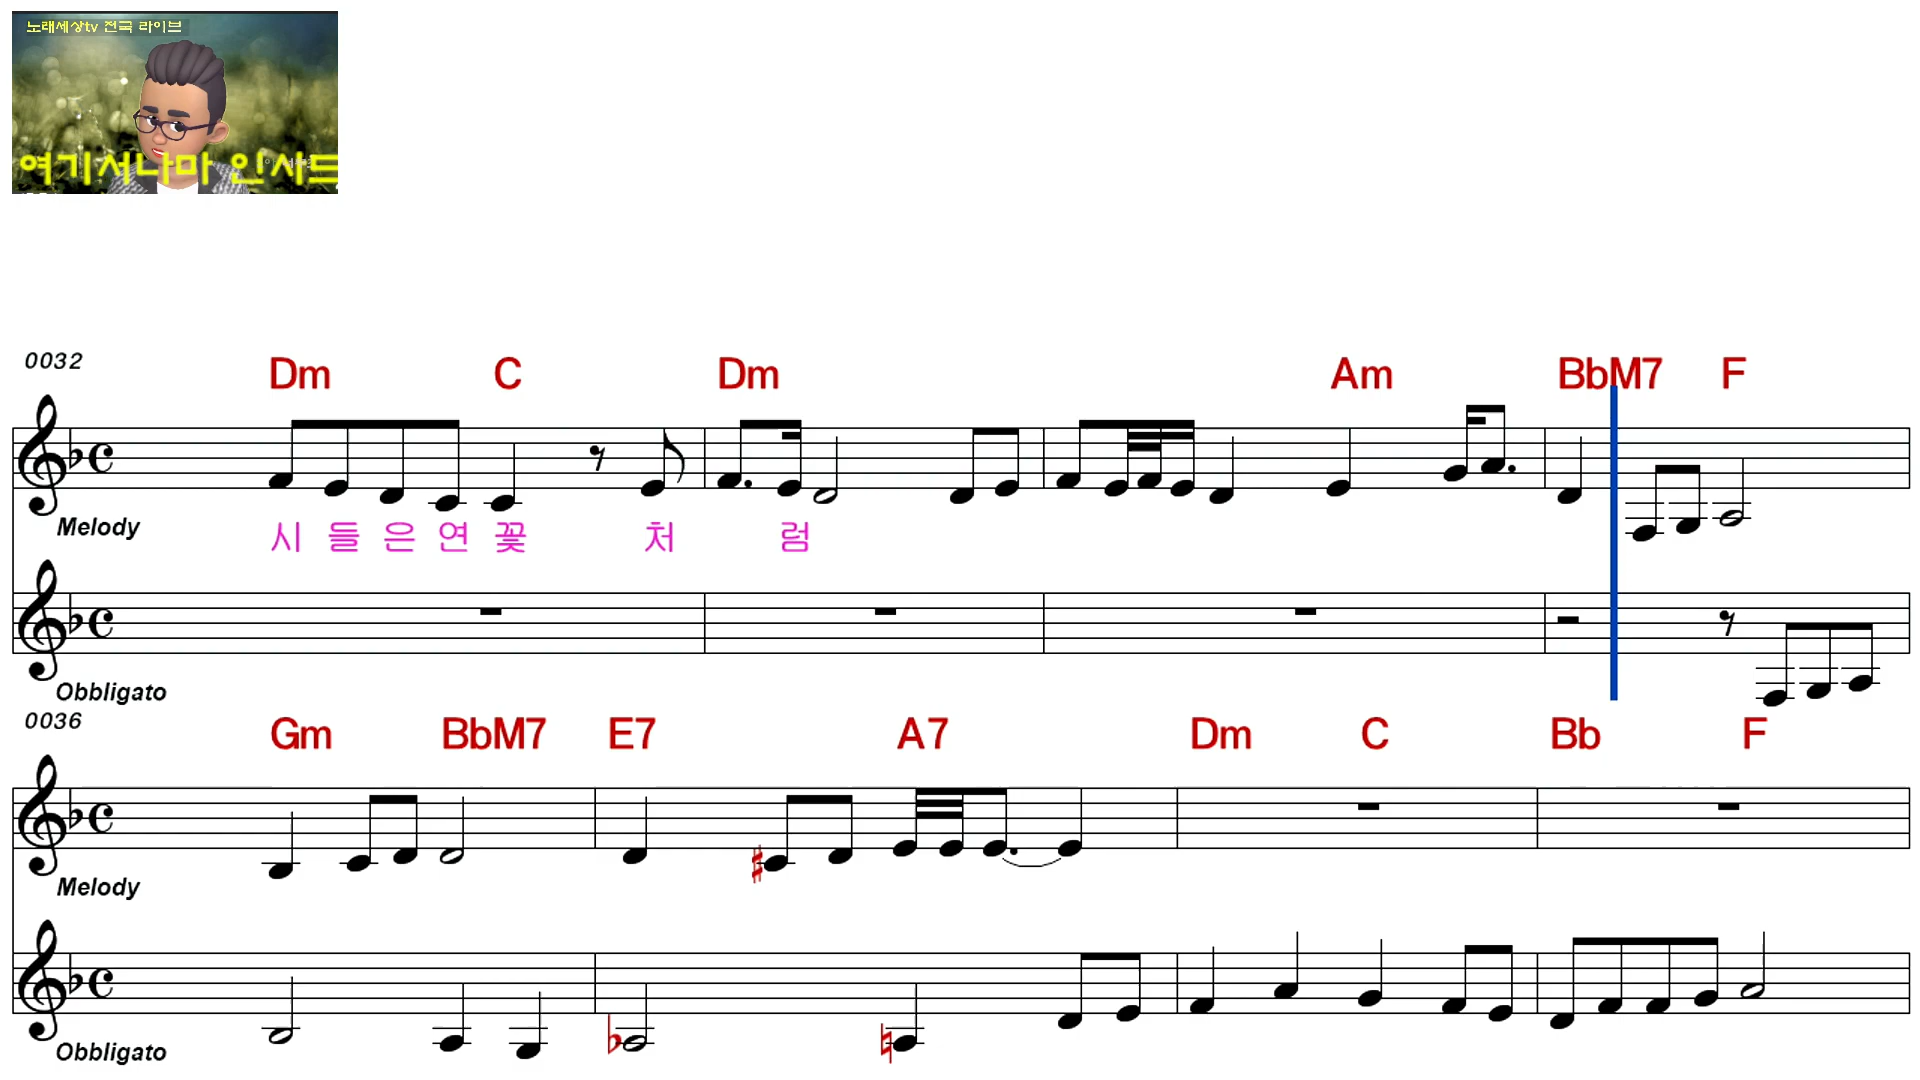 노래세상tv 전국 라이브
여기서나마 인사드
0032
Dm C Dm Am BbM7 F
Melody
시 들 은 연 꽃 처 럼
Obbligato
0036
Gm BbM7 E7 A7 Dm C Bb F
Melody
Obbligato